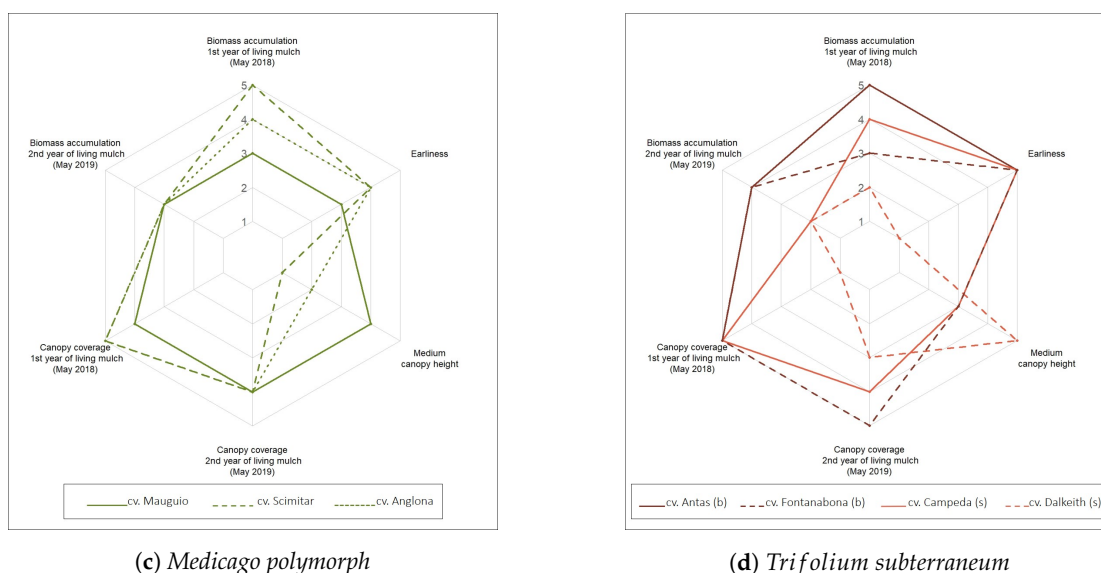 Biomass accumulation
1st year of living mulch
(May 2018)
5
4
3
2
1
Earliness
Medium
canopy height
Canopy coverage
2nd year of living mulch
(May 2019)
Canopy coverage
1st year of living mulch
(May 2018)
Biomass accumulation
2nd year of living mulch
(May 2019)
cv. Mauguio
cv. Scimitar
cv. Anglona
(c) Medicago polymorph
Biomass accumulation
1st year of living mulch
(May 2018)
5
4
3
2
1
Earliness
Medium
canopy height
Canopy coverage
2nd year of living mulch
(May 2019)
Canopy coverage
1st year of living mulch
(May 2018)
Biomass accumulation
2nd year of living mulch
(May 2019)
cv. Antas (b)
cv. Fontanabona (b)
cv. Campeda (s)
cv. Dalkeith (s)
(d) Trifolium subterraneum